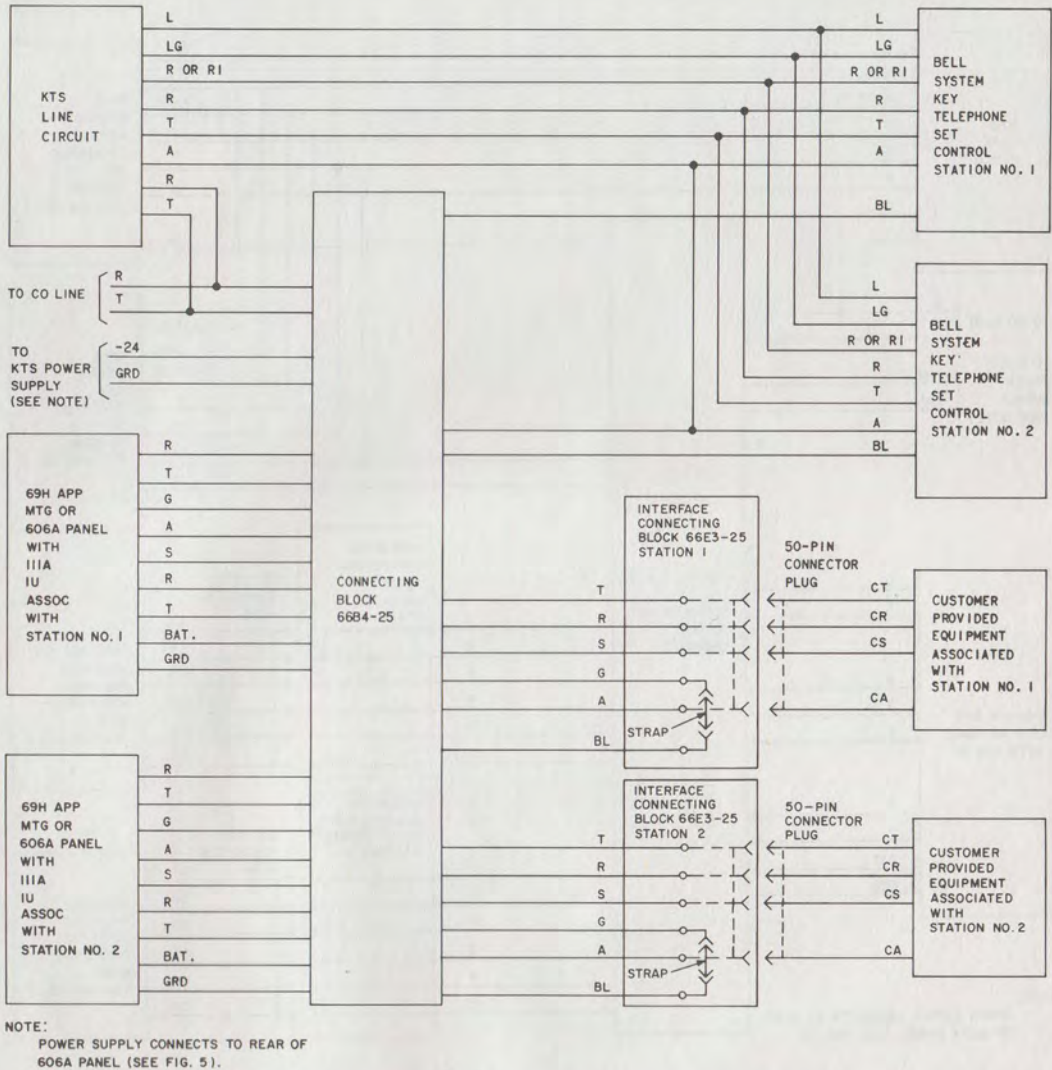 KTS
LINE
CIRCUIT
L
LG
R OR RI
R
T
A
R
T
L
LG
R OR RI
R
T
A
BL
BELL
SYSTEM
KEY
TELEPHONE
SET
CONTROL
STATION NO. 1
TO CO LINE
R
T
TO
KTS POWER
SUPPLY
(SEE NOTE)
-24
GRD
L
LG
R OR RI
R
T
A
BL
BELL
SYSTEM
KEY
TELEPHONE
SET
CONTROL
STATION NO. 2
69H APP
MTG OR
606A PANEL
WITH
111A
IU
ASSOC
WITH
STATION NO. 1
R
T
G
A
S
R
T
BAT.
GRD
CONNECTING
BLOCK
66B4-25
INTERFACE
CONNECTING
BLOCK 66E3-25
STATION 1
T
R
S
G
A
BL
STRAP
50-PIN
CONNECTOR
PLUG
CT
CR
CS
CA
CUSTOMER
PROVIDED
EQUIPMENT
ASSOCIATED
WITH
STATION NO. 1
69H APP
MTG OR
606A PANEL
WITH
111A
IU
ASSOC
WITH
STATION NO. 2
R
T
G
A
S
R
T
BAT.
GRD
INTERFACE
CONNECTING
BLOCK 66E3-25
STATION 2
T
R
S
G
A
BL
STRAP
50-PIN
CONNECTOR
PLUG
CT
CR
CS
CA
CUSTOMER
PROVIDED
EQUIPMENT
ASSOCIATED
WITH
STATION NO. 2
NOTE:
POWER SUPPLY CONNECTS TO REAR OF
606A PANEL (SEE FIG. 5).